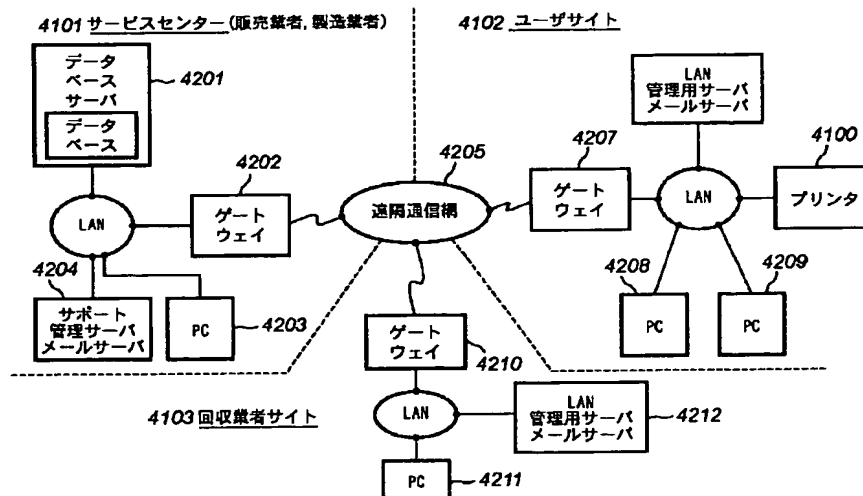 4101 サービスセンター(販売業者,製造業者)
4102 ユーザサイト
データ
ベース
サーバ
データ
ベース
4201
LAN
管理用サーバ
メールサーバ
4202
4205
4207
4100
ゲート
ウェイ
遠隔通信網
ゲート
ウェイ
LAN
プリンタ
LAN
4204
4208
4209
サポート
管理サーバ
メールサーバ
PC
4203
PC
PC
ゲート
ウェイ
4210
4103 回収業者サイト
LAN
LAN
管理用サーバ
メールサーバ
4212
PC
4211